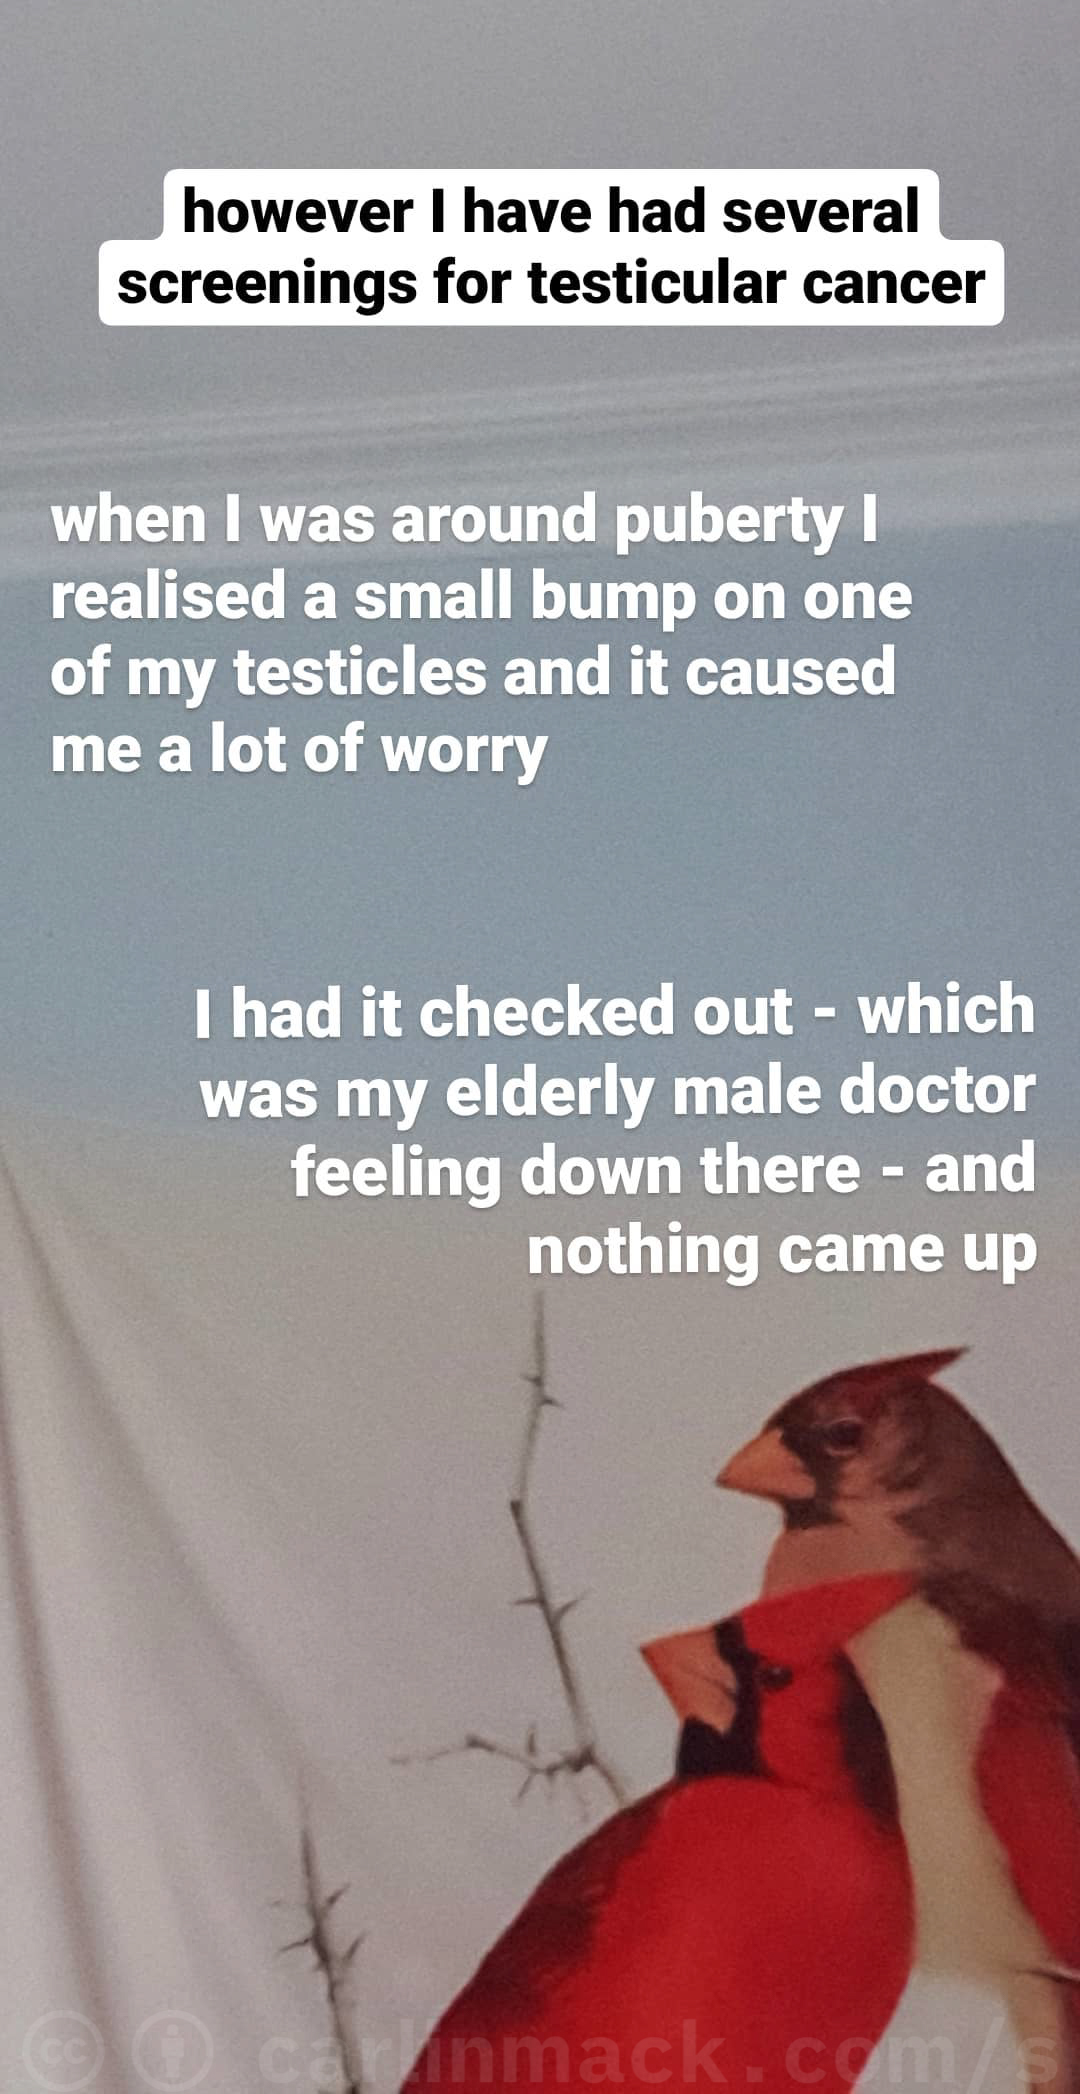 however I have had several
screenings for testicular cancer
when I was around puberty I
realised a small bump on one
of my testicles and it caused
me a lot of worry
I had it checked out - which
was my elderly male doctor
feeling down there - and
nothing came up
cc carlinmack.com/s